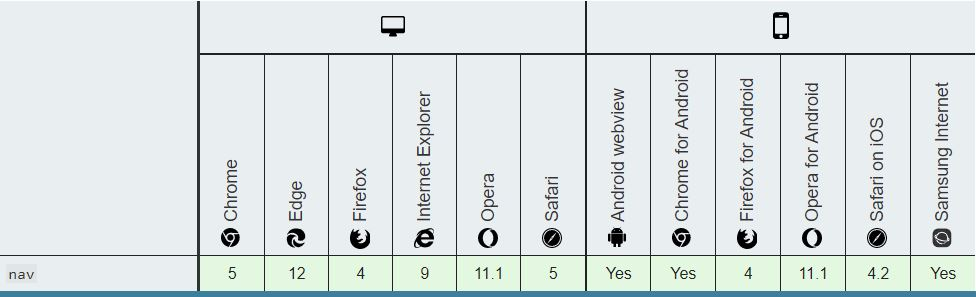 Chrome
Edge
Firefox
Internet Explorer
Opera
Safari
Android webview
Chrome for Android
Firefox for Android
Opera for Android
Safari on iOS
Samsung Internet
nav 5 12 4 9 11.1 5 Yes Yes 4 11.1 4.2 Yes